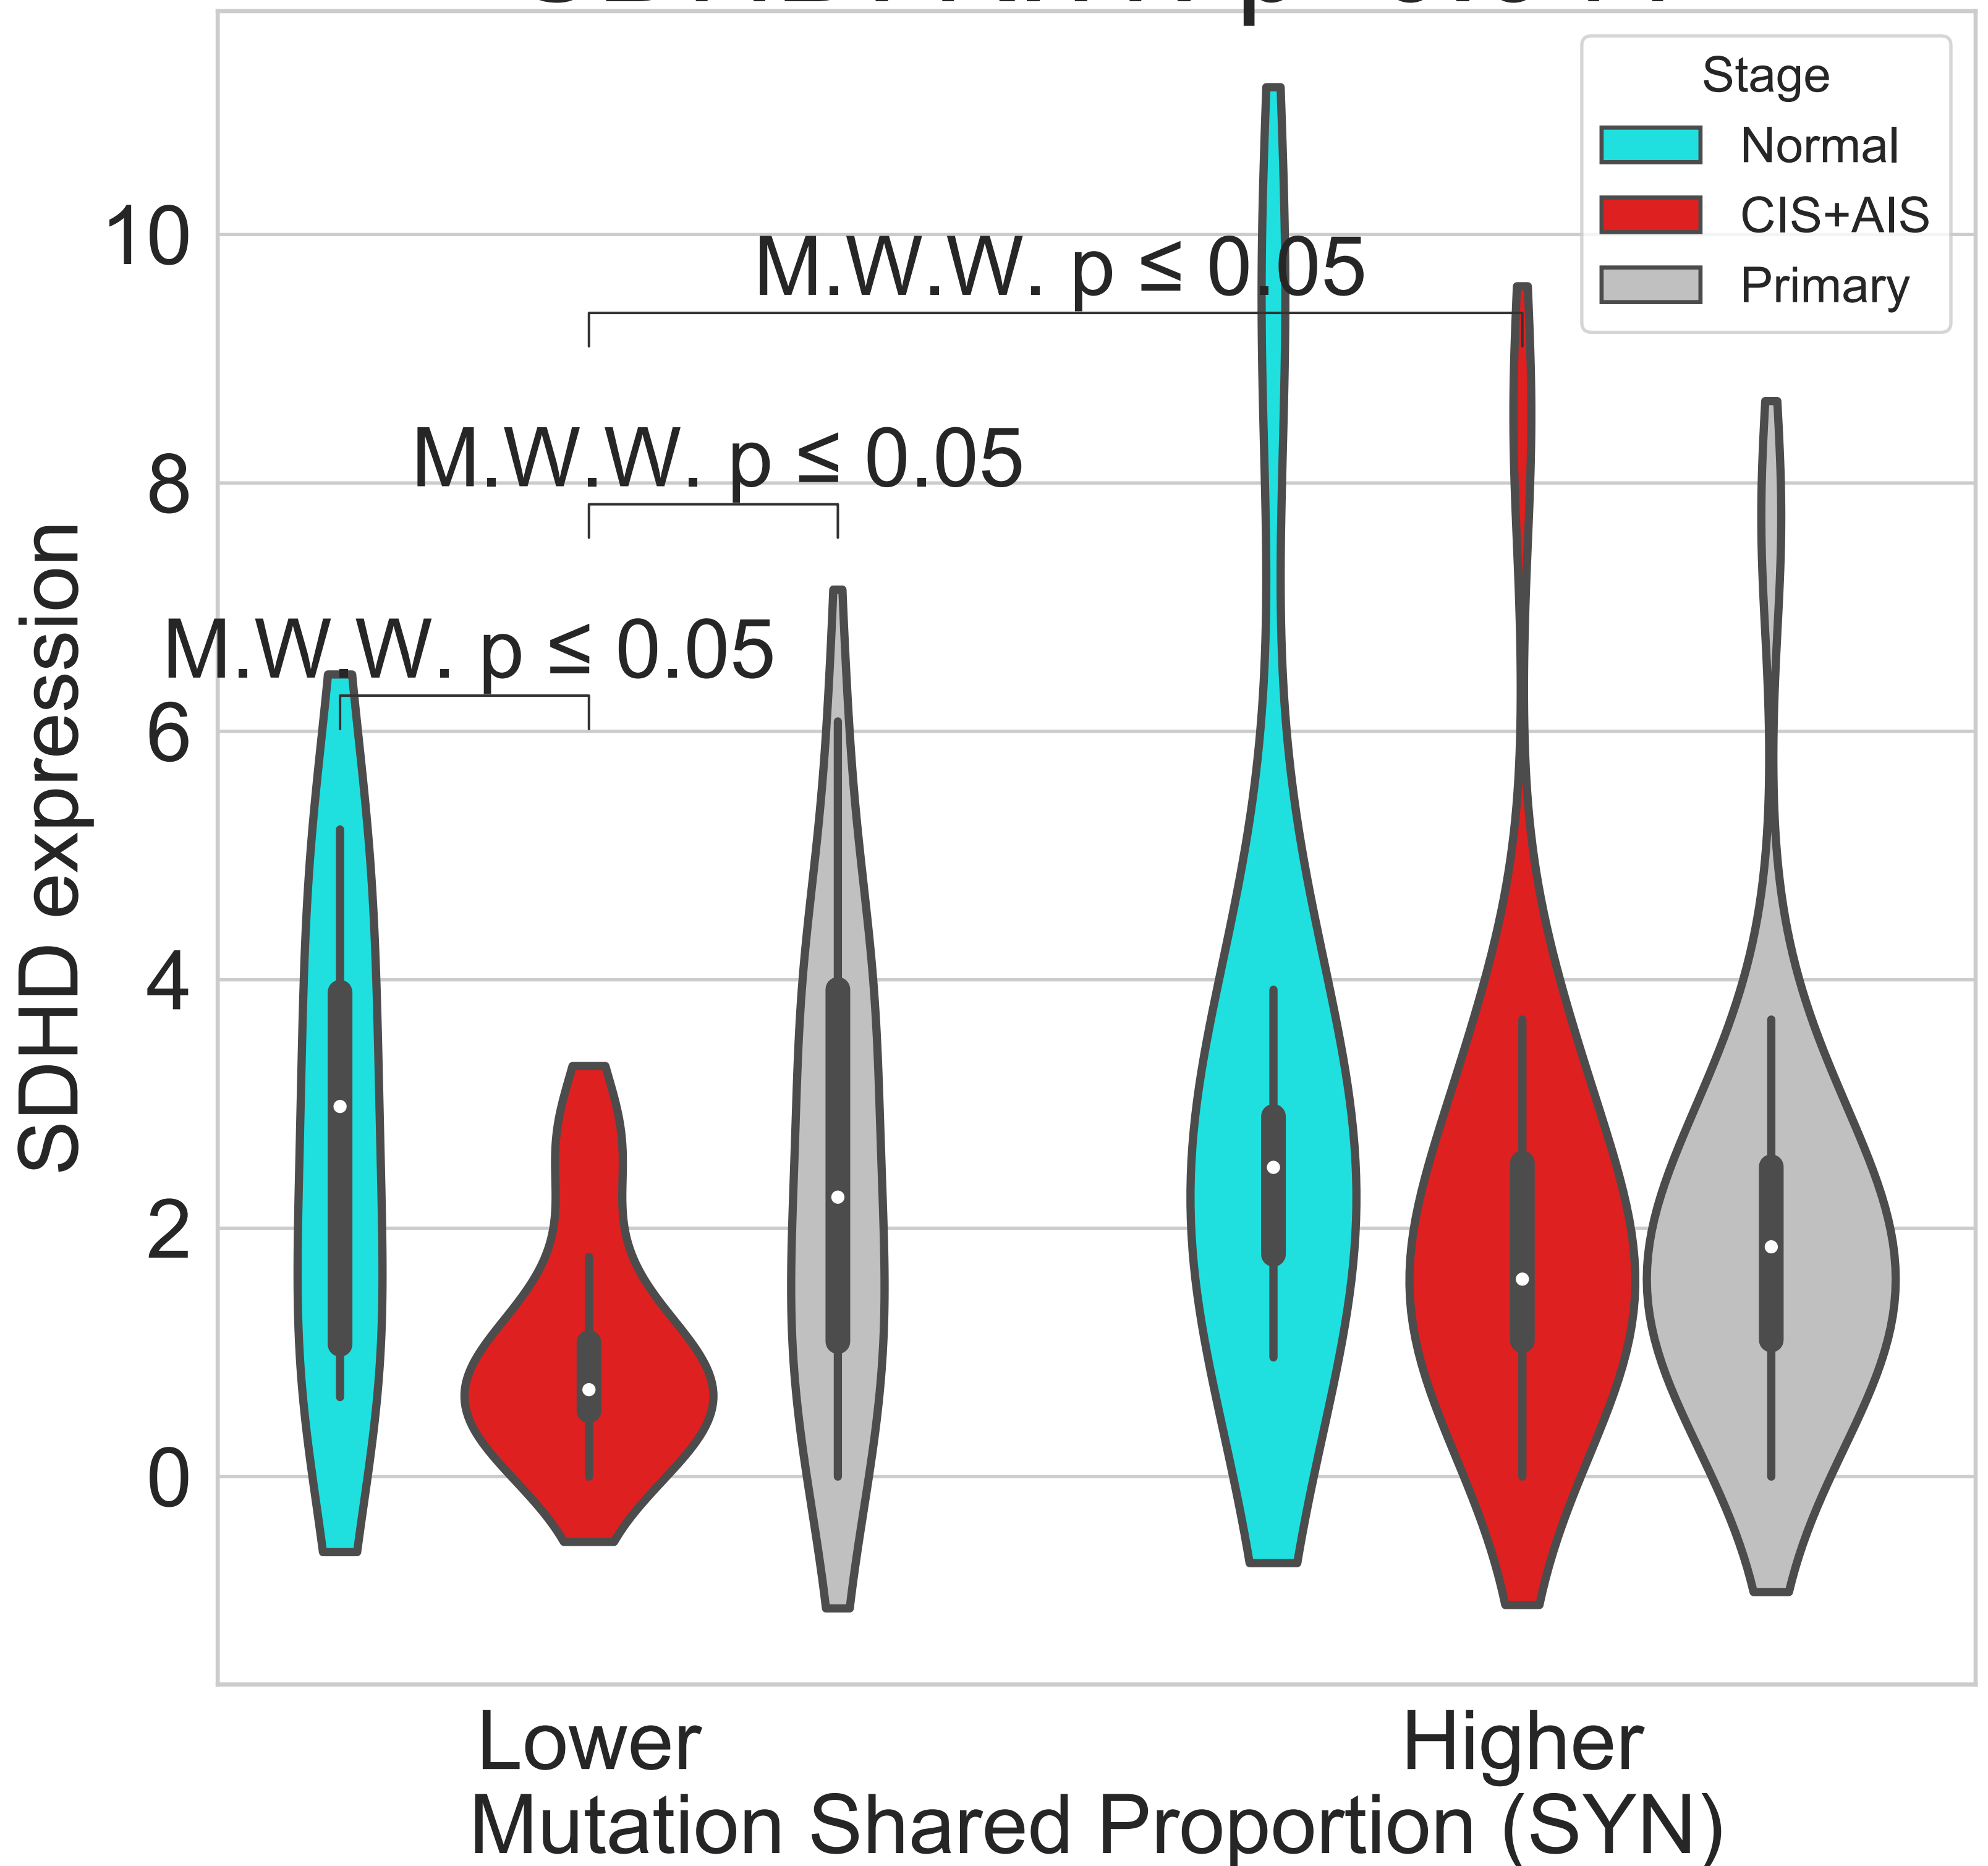 Stage
Normal
CIS+AIS
Primary
M.W.W. p ≤ 0.05
M.W.W. p ≤ 0.05
M.W.W. p ≤ 0.05
SDHD expression
10
8
6
4
2
0
Lower
Higher
Mutation Shared Proportion (SYN)